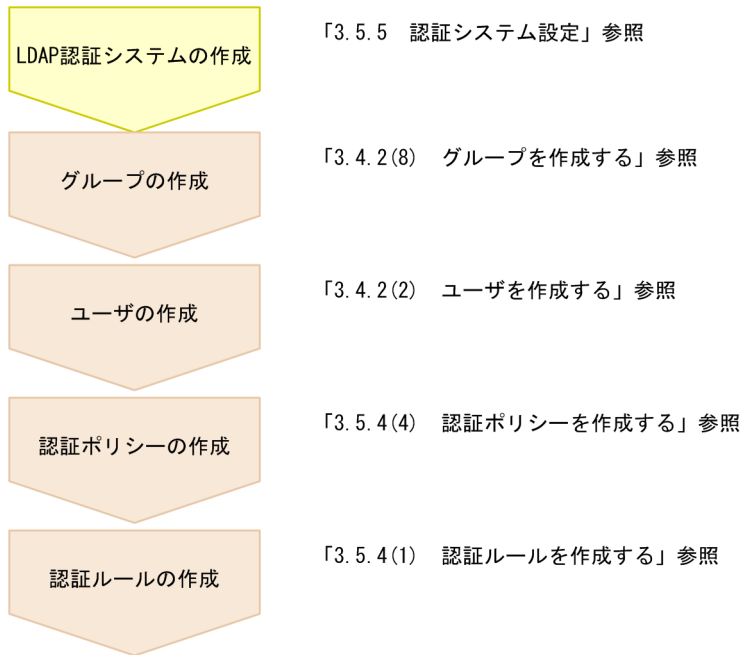 LDAP認証システムの作成
「3.5.5　認証システム設定」参照
グループの作成
「3.4.2(8)　グループを作成する」参照
ユーザの作成
「3.4.2(2)　ユーザを作成する」参照
認証ポリシーの作成
「3.5.4(4)　認証ポリシーを作成する」参照
認証ルールの作成
「3.5.4(1)　認証ルールを作成する」参照